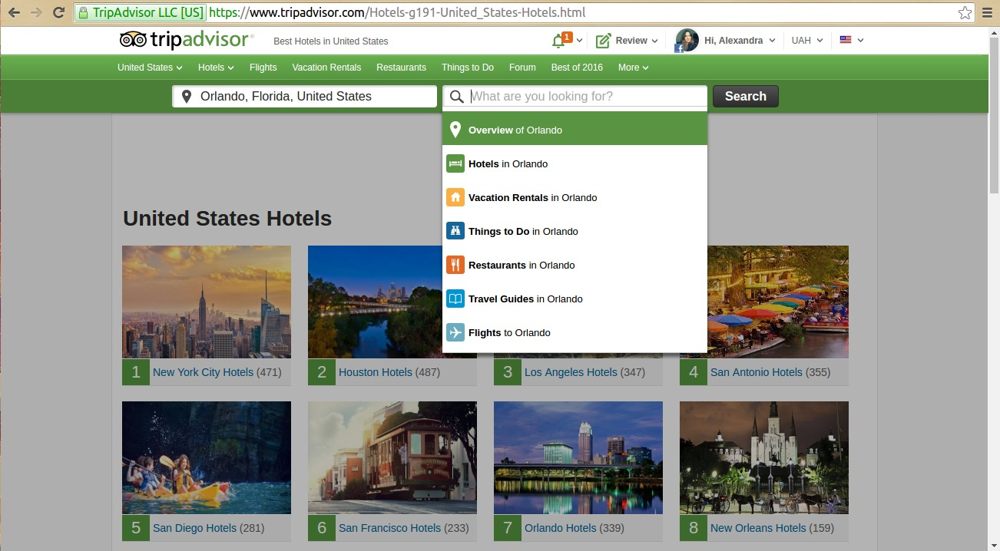 TripAdvisor LLC [US] https://www.tripadvisor.com/Hotels-g191-United_States-Hotels.html
tripadvisor® Best Hotels in United States 1 Review Hi, Alexandra UAH
United States Hotels Flights Vacation Rentals Restaurants Things to Do Forum Best of 2016 More
Orlando, Florida, United States What are you looking for? Search
Overview of Orlando
Hotels in Orlando
Vacation Rentals in Orlando
Things to Do in Orlando
Restaurants in Orlando
Travel Guides in Orlando
Flights to Orlando
United States Hotels
1 New York City Hotels (471) 2 Houston Hotels (487) 3 Los Angeles Hotels (347) 4 San Antonio Hotels (355)
5 San Diego Hotels (281) 6 San Francisco Hotels (233) 7 Orlando Hotels (339) 8 New Orleans Hotels (159)